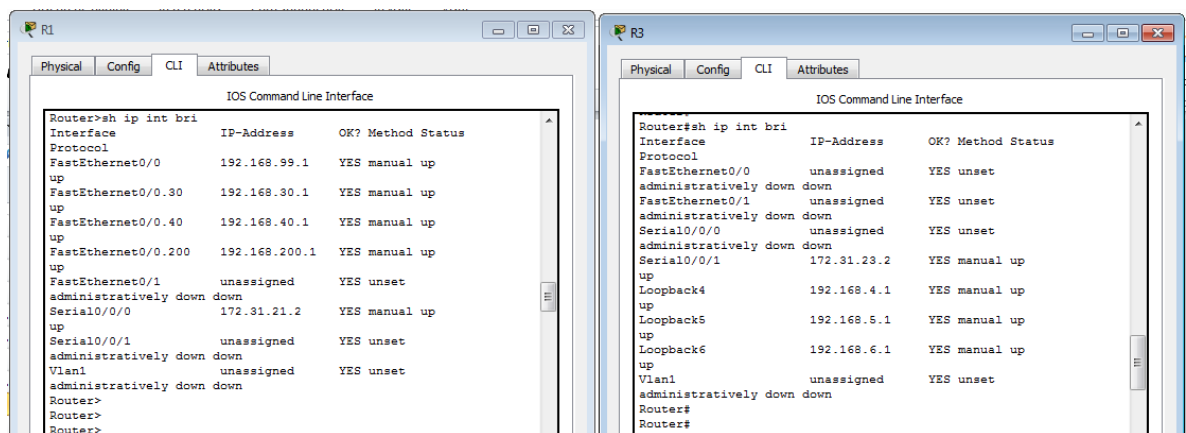 R1
Physical Config CLI Attributes
IOS Command Line Interface
Router>sh ip int bri
Interface IP-Address OK? Method Status
Protocol
FastEthernet0/0 192.168.99.1 YES manual up
up
FastEthernet0/0.30 192.168.30.1 YES manual up
up
FastEthernet0/0.40 192.168.40.1 YES manual up
up
FastEthernet0/0.200 192.168.200.1 YES manual up
up
FastEthernet0/1 unassigned YES unset
administratively down down
Serial0/0/0 172.31.21.2 YES manual up
up
Serial0/0/1 unassigned YES unset
administratively down down
Vlan1 unassigned YES unset
administratively down down
Router>
Router>
Router>
R3
Physical Config CLI Attributes
IOS Command Line Interface
Router#sh ip int bri
Interface IP-Address OK? Method Status
Protocol
FastEthernet0/0 unassigned YES unset
administratively down down
FastEthernet0/1 unassigned YES unset
administratively down down
Serial0/0/0 unassigned YES unset
administratively down down
Serial0/0/1 172.31.23.2 YES manual up
up
Loopback4 192.168.4.1 YES manual up
up
Loopback5 192.168.5.1 YES manual up
up
Loopback6 192.168.6.1 YES manual up
up
Vlan1 unassigned YES unset
administratively down down
Router#
Router#